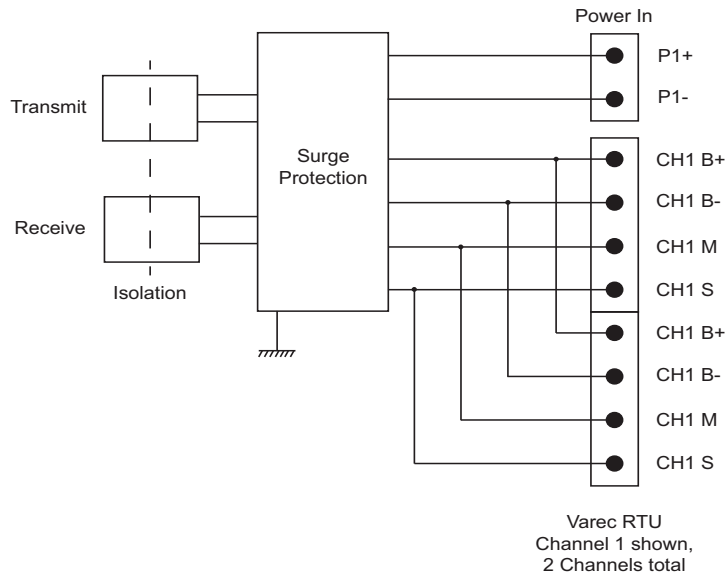 Power In
P1+
P1-
Transmit
Surge
Protection
CH1 B+
CH1 B-
Receive
CH1 M
Isolation
CH1 S
CH1 B+
CH1 B-
CH1 M
CH1 S
Varec RTU
Channel 1 shown,
2 Channels total